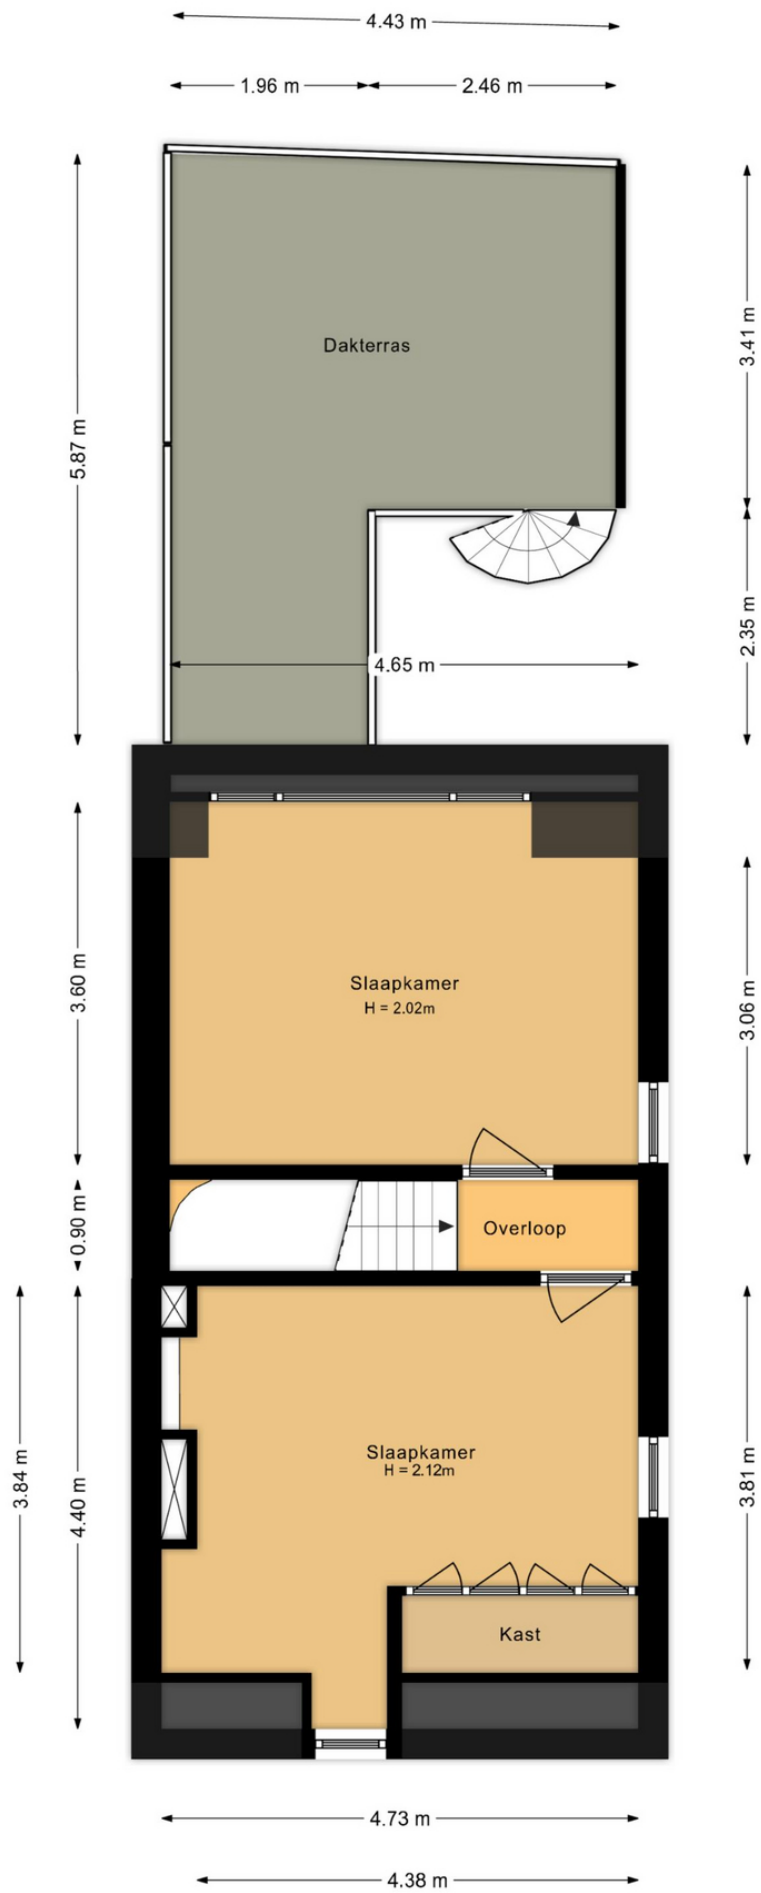 4.43 m
1.96 m
2.46 m
3.41 m
Dakterras
5.87 m
2.35 m
4.65 m
3.60 m
Slaapkamer
H = 2.02m
3.06 m
0.90 m
Overloop
3.84 m
4.40 m
Slaapkamer
H = 2.12m
3.81 m
Kast
4.73 m
4.38 m